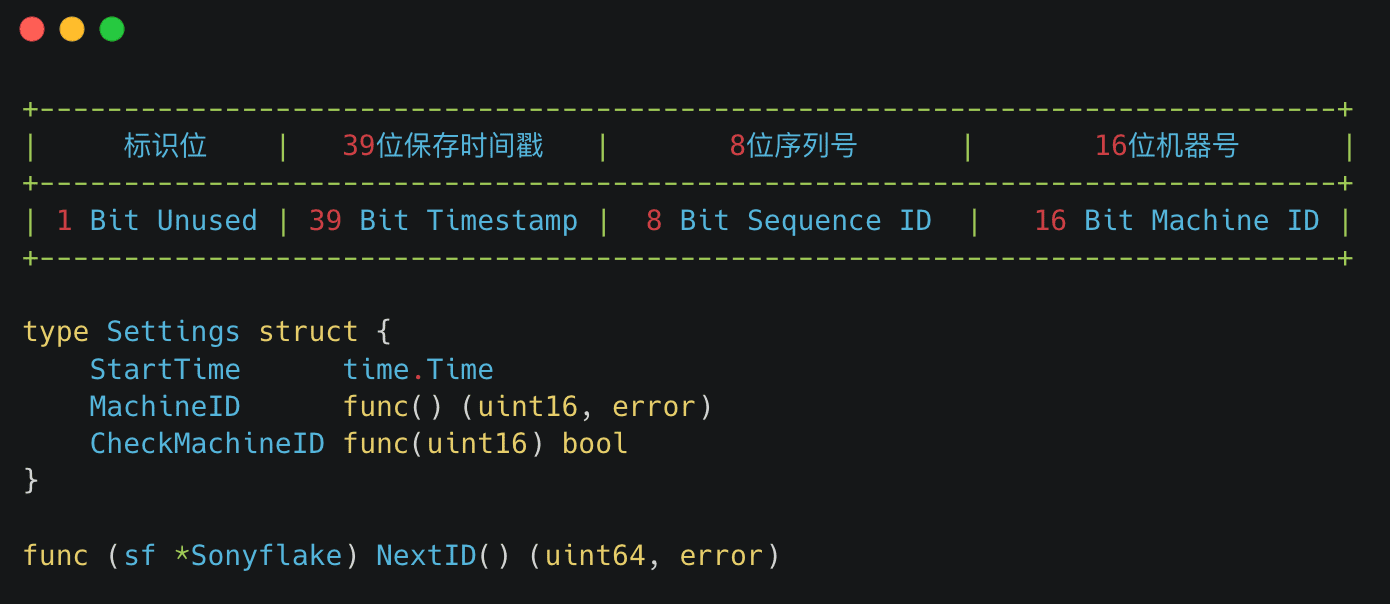 +-----------------------------------------------------------------------------+
|     标识位    |   39位保存时间戳   |       8位序列号      |       16位机器号      |
+-----------------------------------------------------------------------------+
| 1 Bit Unused | 39 Bit Timestamp |  8 Bit Sequence ID  |   16 Bit Machine ID |
+-----------------------------------------------------------------------------+
type Settings struct {
    StartTime      time.Time
    MachineID      func() (uint16, error)
    CheckMachineID func(uint16) bool
}
func (sf *Sonyflake) NextID() (uint64, error)